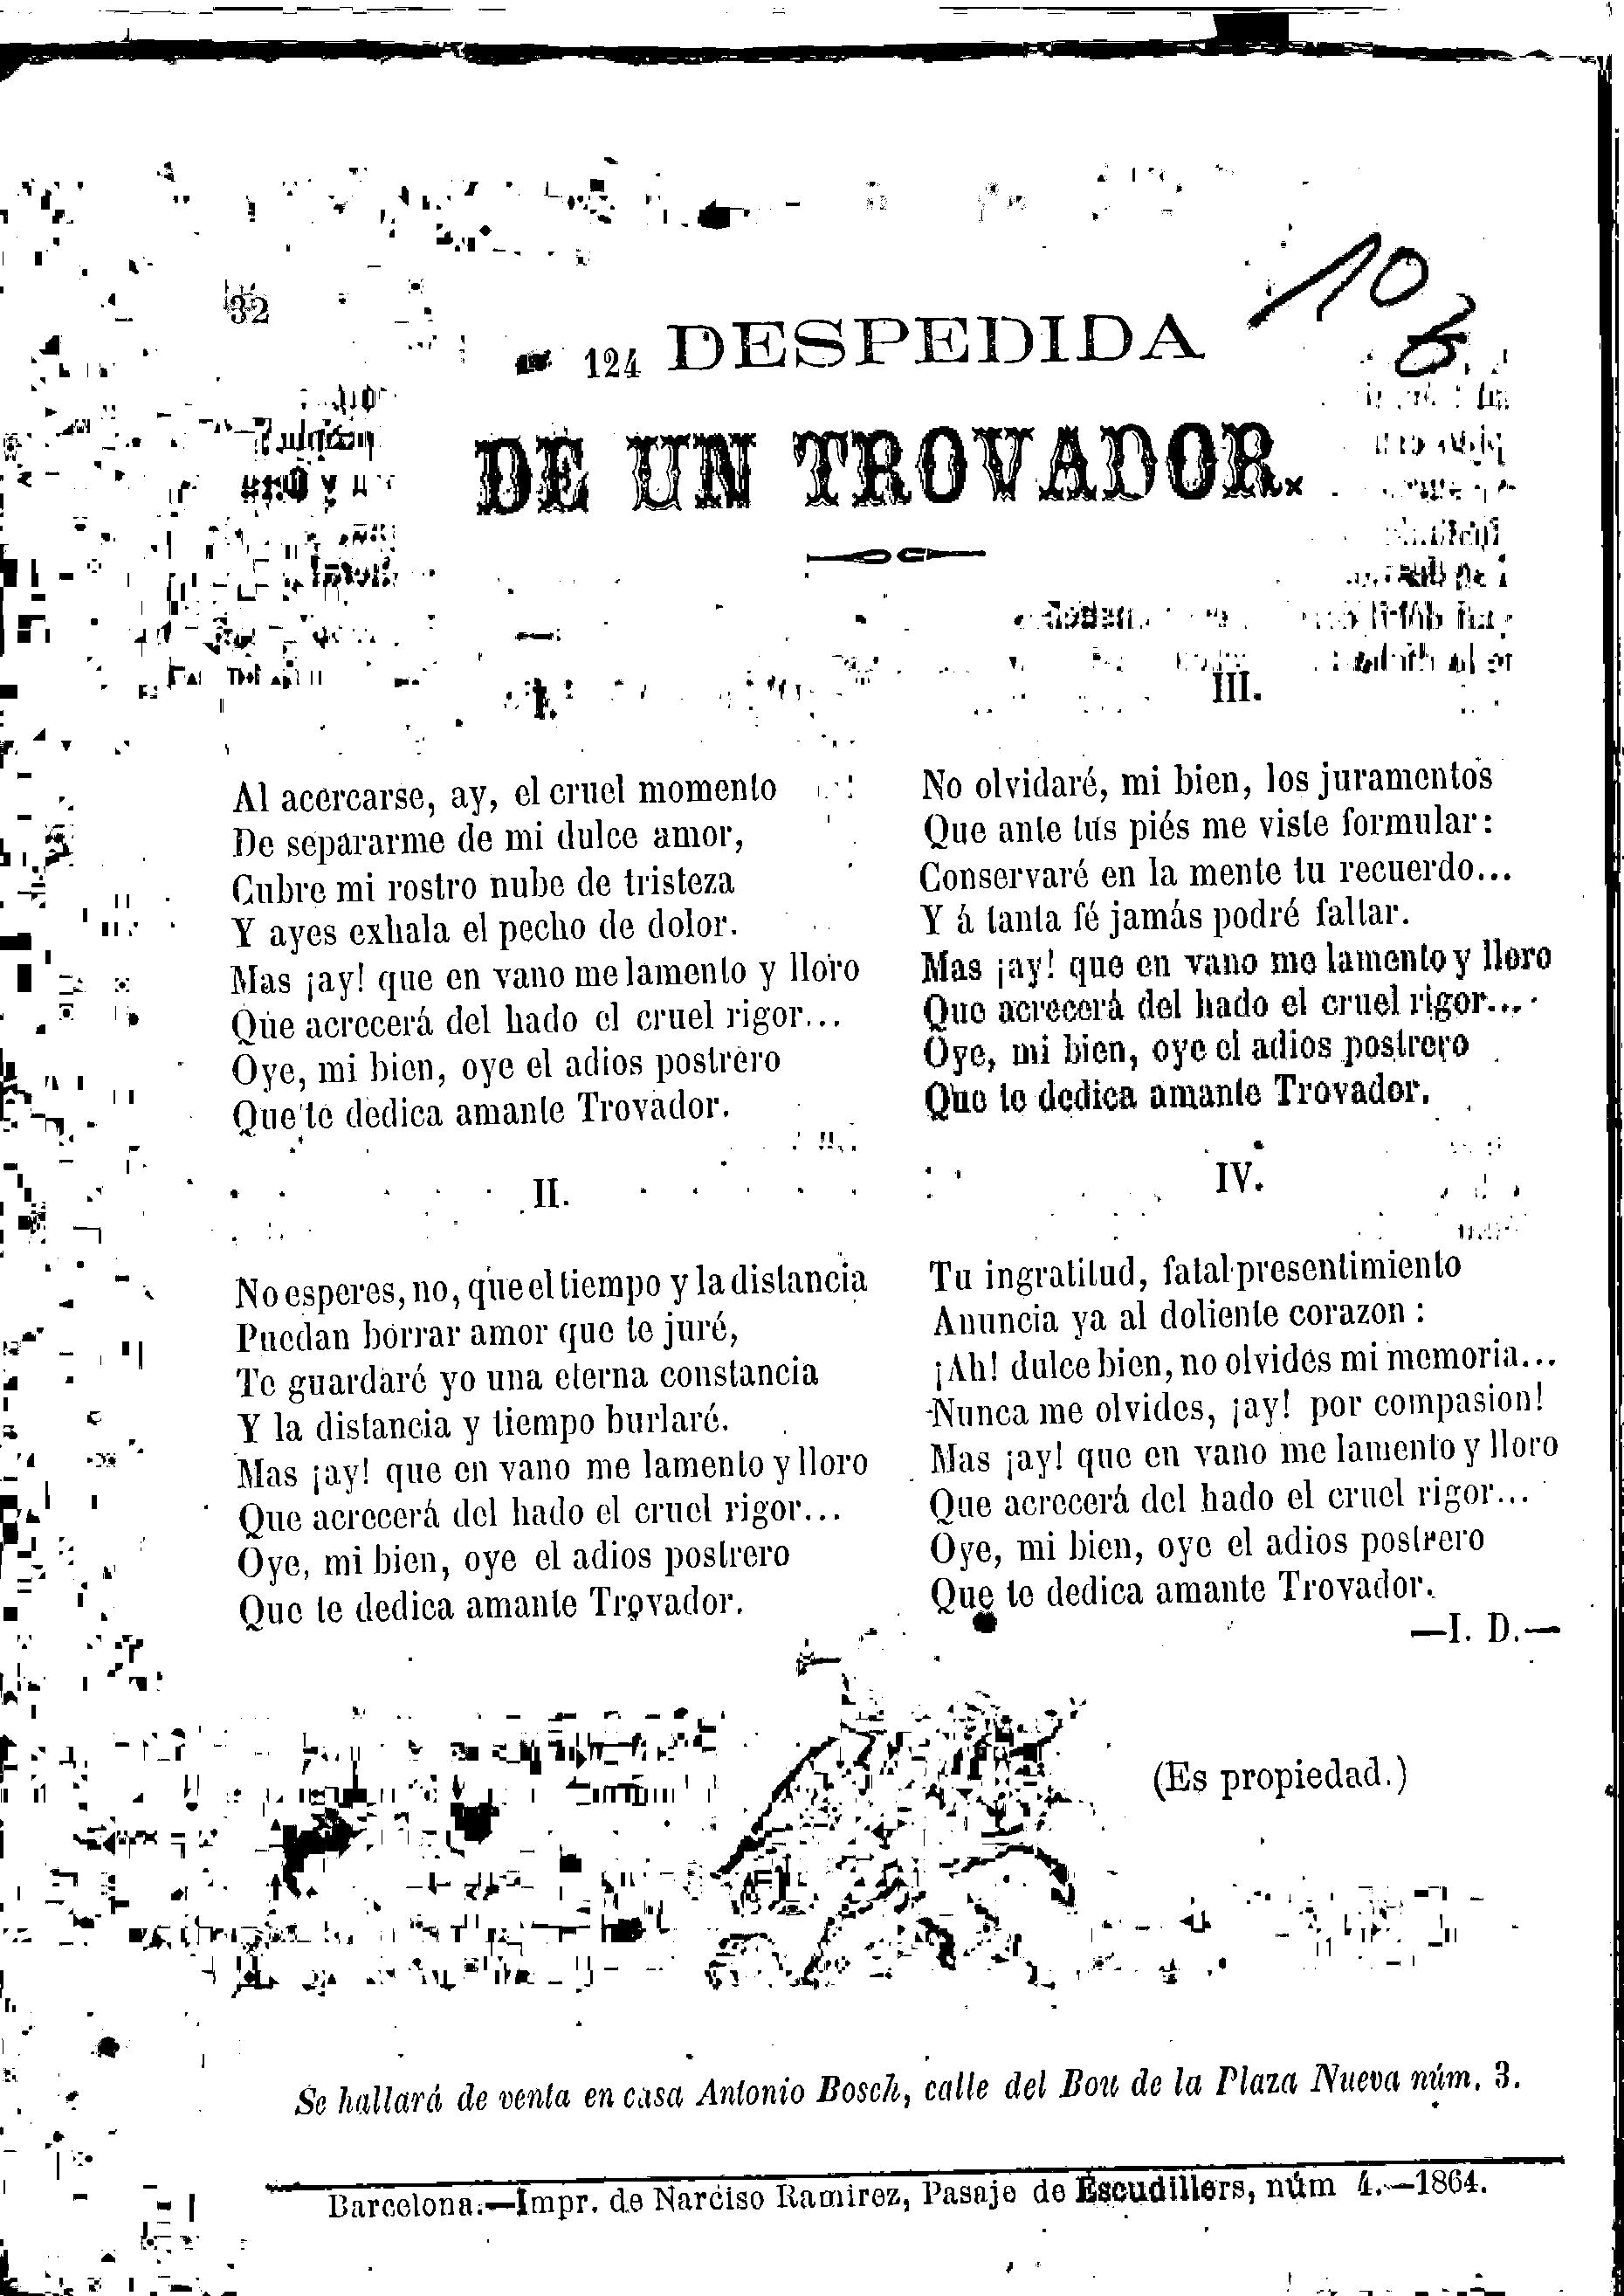 32
10
124 DESPEDIDA
DE UN TROVADOR.
I.
Al acercarse, ay, el cruel momento
De separarme de mi dulce amor,
Cubre mi rostro nube de tristeza
Y ayes exhala el pecho de dolor.
Mas ¡ay! que en vano me lamento y lloro
Que acrecerá del hado el cruel rigor...
Oye, mi bien, oye el adios postrero
Que te dedica amante Trovador.
II.
No esperes, no, que el tiempo y la distancia
Puedan borrar amor que te juré,
Te guardaré yo una eterna constancia
Y la distancia y tiempo burlaré.
Mas ¡ay! que en vano me lamento y lloro
Que acrecerá del hado el cruel rigor...
Oye, mi bien, oye el adios postrero
Que te dedica amante Trovador.
III.
No olvidaré, mi bien, los juramentos
Que ante tus piés me viste formular:
Conservaré en la mente tu recuerdo...
Y á tanta fé jamás podré faltar.
Mas ¡ay! que en vano me lamento y lloro
Que acrecerá del hado el cruel rigor...
Oye, mi bien, oye el adios postrero
Que te dedica amante Trovador.
IV.
Tu ingratitud, fatal presentimiento
Anuncia ya al doliente corazon:
¡Ah! dulce bien, no olvides mi memoria...
Nunca me olvides, ¡ay! por compasion!
Mas ¡ay! que en vano me lamento y lloro
Que acrecerá del hado el cruel rigor...
Oye, mi bien, oye el adios postrero
Que te dedica amante Trovador.
—I. D.—
(Es propiedad.)
Se hallará de venta en casa Antonio Bosch, calle del Bou de la Plaza Nueva núm. 3.
Barcelona.—Impr. de Narciso Ramirez, Pasaje de Escudillers, núm 4.—1864.